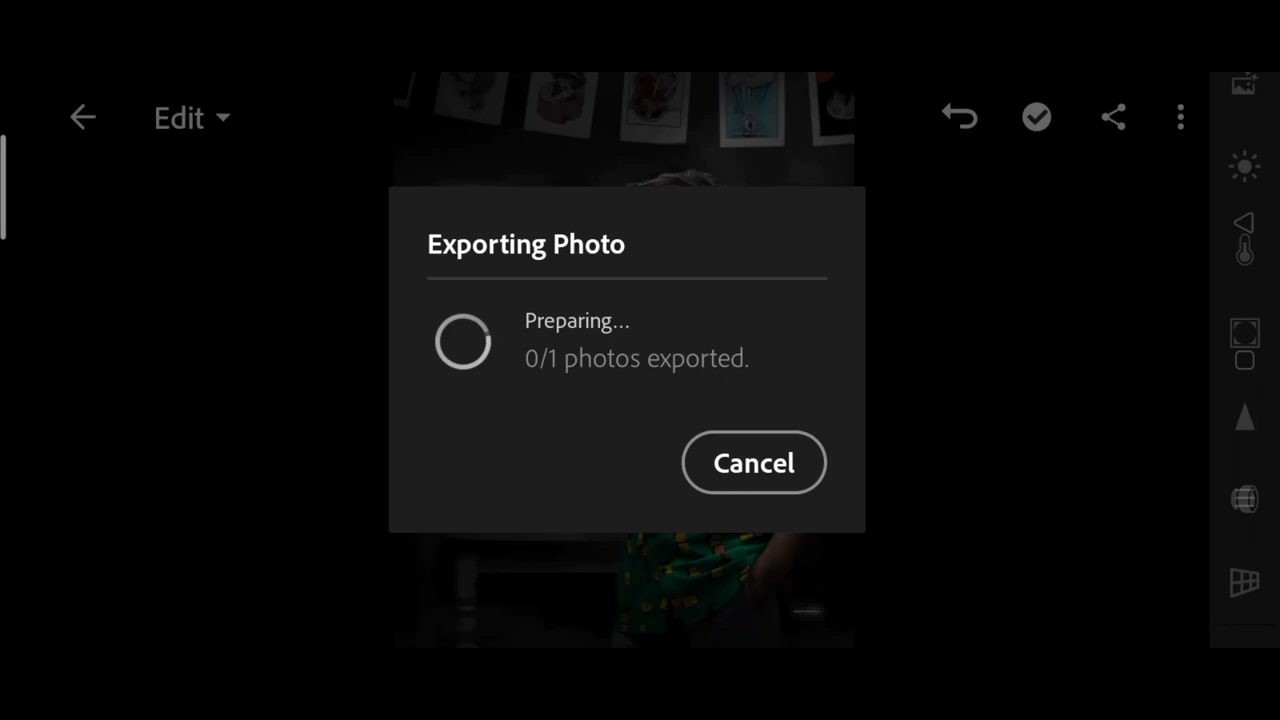 Edit
Exporting Photo
Preparing...
0/1 photos exported.
Cancel